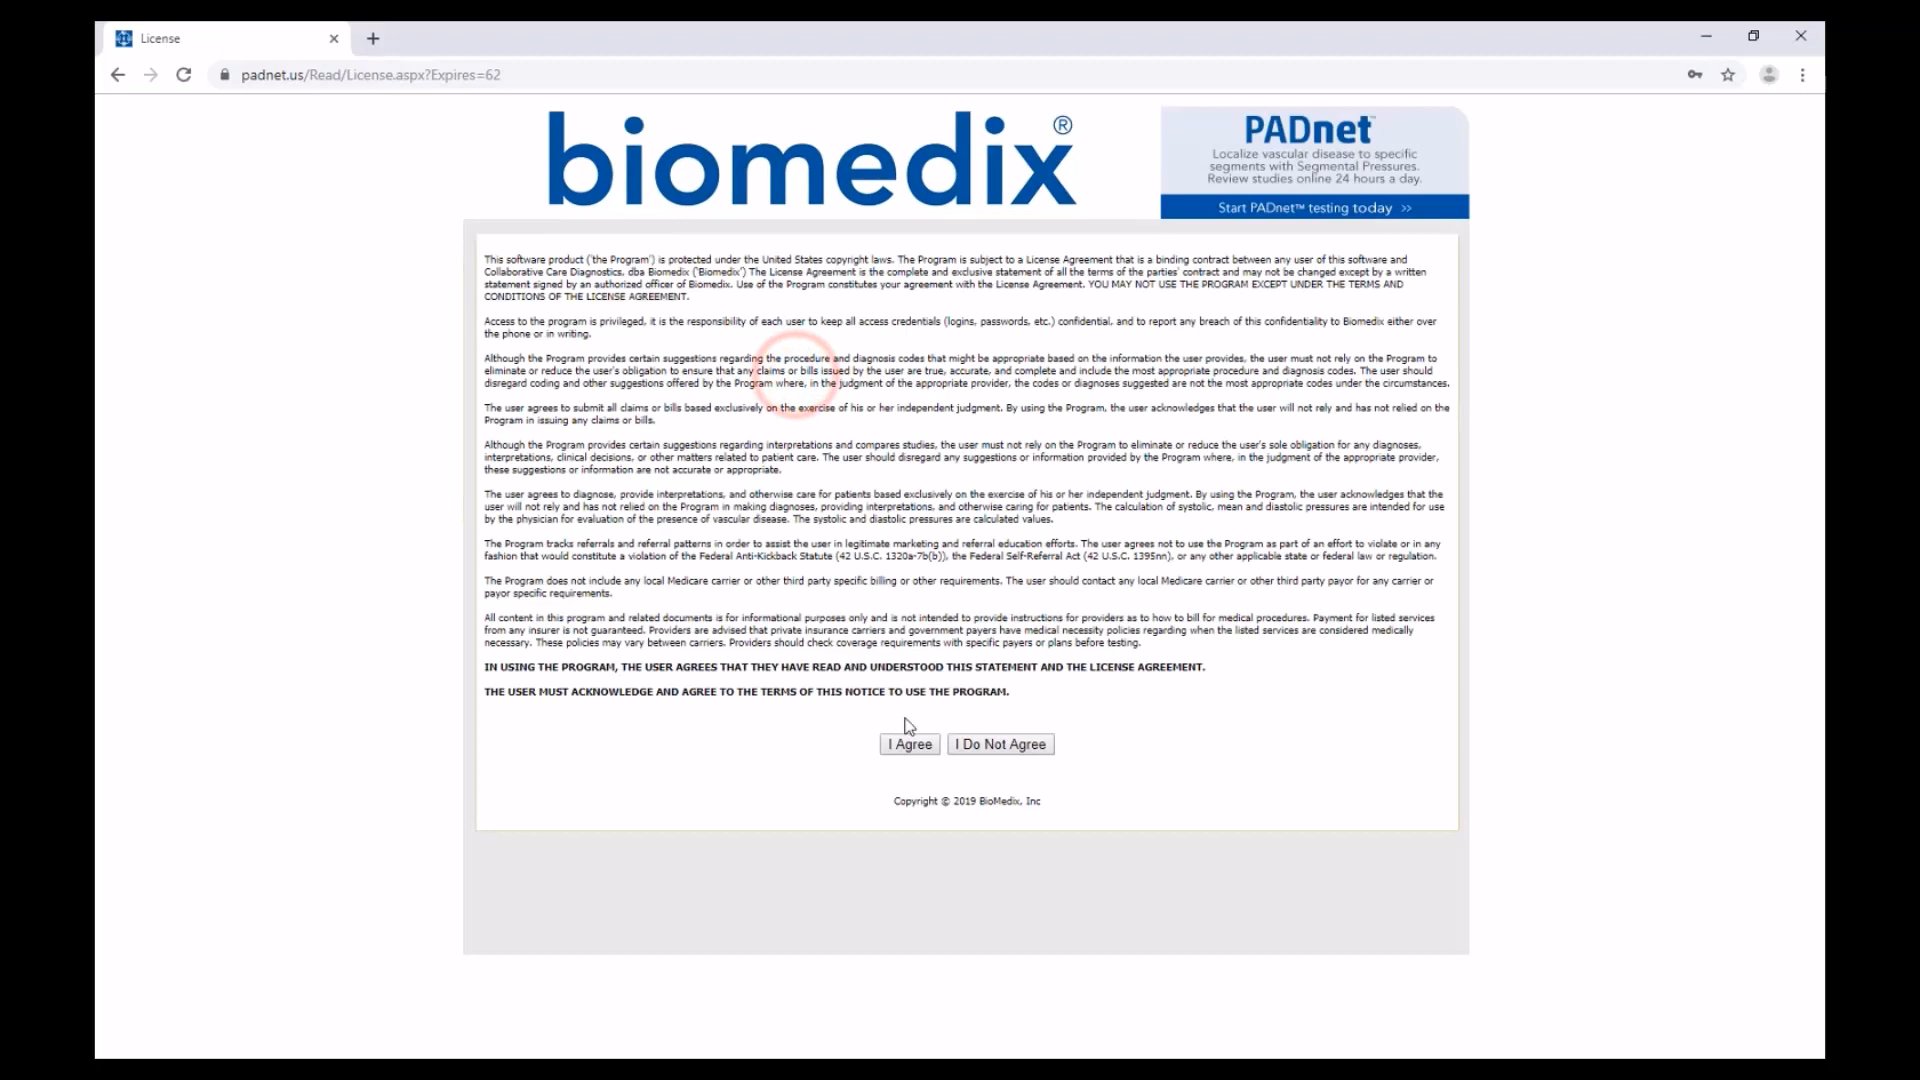 License
padnet.us/Read/License.aspx?Expires=62
biomedix®
PADnet™
Localize vascular disease to specific
segments with Segmental Pressures.
Review studies online 24 hours a day.
Start PADnet™ testing today >>
This software product ('the Program') is protected under the United States copyright laws. The Program is subject to a License Agreement that is a binding contract between any user of this software and
Collaborative Care Diagnostics, dba Biomedix ('Biomedix') The License Agreement is the complete and exclusive statement of all the terms of the parties' contract and may not be changed except by a written
statement signed by an authorized officer of Biomedix. Use of the Program constitutes your agreement with the License Agreement. YOU MAY NOT USE THE PROGRAM EXCEPT UNDER THE TERMS AND
CONDITIONS OF THE LICENSE AGREEMENT.
Access to the program is privileged, it is the responsibility of each user to keep all access credentials (logins, passwords, etc.) confidential, and to report any breach of this confidentiality to Biomedix either over
the phone or in writing.
Although the Program provides certain suggestions regarding the procedure and diagnosis codes that might be appropriate based on the information the user provides, the user must not rely on the Program to
eliminate or reduce the user's obligation to ensure that any claims or bills issued by the user are true, accurate, and complete and include the most appropriate procedure and diagnosis codes. The user should
disregard coding and other suggestions offered by the Program where, in the judgment of the appropriate provider, the codes or diagnoses suggested are not the most appropriate codes under the circumstances.
The user agrees to submit all claims or bills based exclusively on the exercise of his or her independent judgment. By using the Program, the user acknowledges that the user will not rely and has not relied on the
Program in issuing any claims or bills.
Although the Program provides certain suggestions regarding interpretations and compares studies, the user must not rely on the Program to eliminate or reduce the user's sole obligation for any diagnoses,
interpretations, clinical decisions, or other matters related to patient care. The user should disregard any suggestions or information provided by the Program where, in the judgment of the appropriate provider,
these suggestions or information are not accurate or appropriate.
The user agrees to diagnose, provide interpretations, and otherwise care for patients based exclusively on the exercise of his or her independent judgment. By using the Program, the user acknowledges that the
user will not rely and has not relied on the Program in making diagnoses, providing interpretations, and otherwise caring for patients. The calculation of systolic, mean and diastolic pressures are intended for use
by the physician for evaluation of the presence of vascular disease. The systolic and diastolic pressures are calculated values.
The Program tracks referrals and referral patterns in order to assist the user in legitimate marketing and referral education efforts. The user agrees not to use the Program as part of an effort to violate or in any
fashion that would constitute a violation of the Federal Anti-Kickback Statute (42 U.S.C. 1320a-7b(b)), the Federal Self-Referral Act (42 U.S.C. 1395nn), or any other applicable state or federal law or regulation.
The Program does not include any local Medicare carrier or other third party specific billing or other requirements. The user should contact any local Medicare carrier or other third party payor for any carrier or
payor specific requirements.
All content in this program and related documents is for informational purposes only and is not intended to provide instructions for providers as to how to bill for medical procedures. Payment for listed services
from any insurer is not guaranteed. Providers are advised that private insurance carriers and government payers have medical necessity policies regarding when the listed services are considered medically
necessary. These policies may vary between carriers. Providers should check coverage requirements with specific payers or plans before testing.
IN USING THE PROGRAM, THE USER AGREES THAT THEY HAVE READ AND UNDERSTOOD THIS STATEMENT AND THE LICENSE AGREEMENT.
THE USER MUST ACKNOWLEDGE AND AGREE TO THE TERMS OF THIS NOTICE TO USE THE PROGRAM.
I Agree I Do Not Agree
Copyright © 2019 BioMedix, Inc